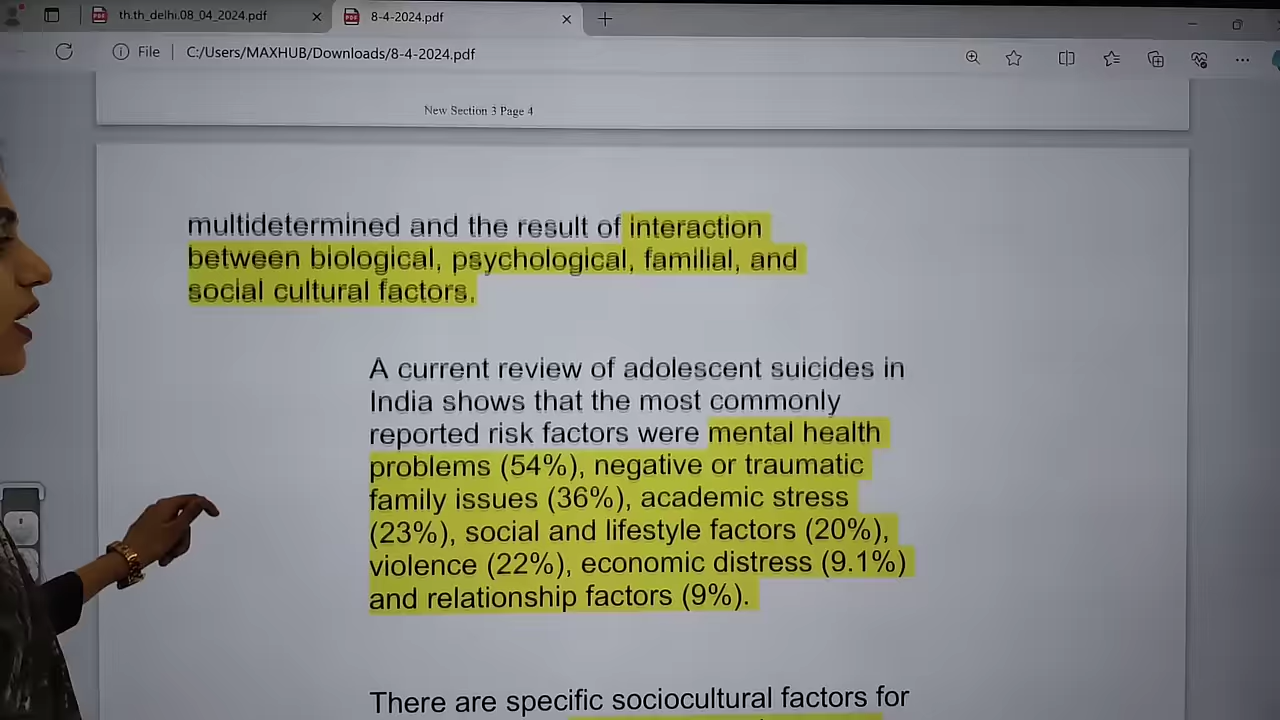 th.th_delhi.08_04_2024.pdf
8-4-2024.pdf
File
C:/Users/MAXHUB/Downloads/8-4-2024.pdf
New Section 3 Page 4
multidetermined and the result of interaction
between biological, psychological, familial, and
social cultural factors.
A current review of adolescent suicides in
India shows that the most commonly
reported risk factors were mental health
problems (54%), negative or traumatic
family issues (36%), academic stress
(23%), social and lifestyle factors (20%),
violence (22%), economic distress (9.1%)
and relationship factors (9%).
There are specific sociocultural factors for